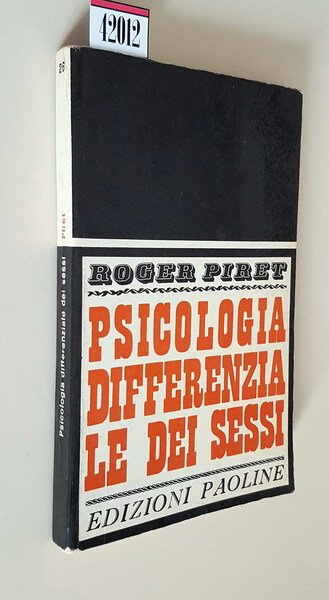 42012
ROGER PIRET
PSICOLOGIA
DIFFERENZIA
LE DEI SESSI
EDIZIONI PAOLINE
26
Psicologia differenziale dei sessi Piret